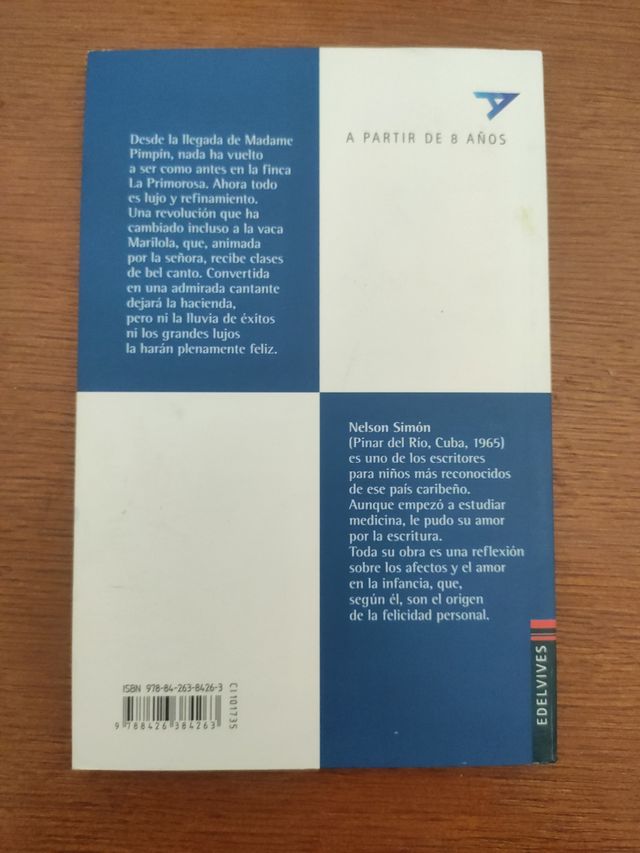 Desde la llegada de Madame
Pimpín, nada ha vuelto
a ser como antes en la finca
La Primorosa. Ahora todo
es lujo y refinamiento.
Una revolución que ha
cambiado incluso a la vaca
Marilola, que, animada
por la señora, recibe clases
de bel canto. Convertida
en una admirada cantante
dejará la hacienda,
pero ni la lluvia de éxitos
ni los grandes lujos
la harán plenamente feliz.
A PARTIR DE 8 AÑOS
Nelson Simón
(Pinar del Río, Cuba, 1965)
es uno de los escritores
para niños más reconocidos
de ese país caribeño.
Aunque empezó a estudiar
medicina, le pudo su amor
por la escritura.
Toda su obra es una reflexión
sobre los afectos y el amor
en la infancia, que,
según él, son el origen
de la felicidad personal.
ISBN 978-84-263-8426-3
9 788426 384263
CI 101735
EDELVIVES